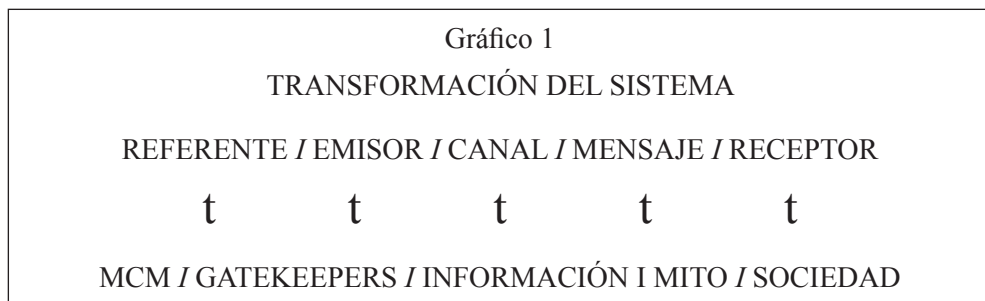 Gráfico 1
TRANSFORMACIÓN DEL SISTEMA
REFERENTE I EMISOR I CANAL I MENSAJE I RECEPTOR
t t t t t
MCM I GATEKEEPERS I INFORMACIÓN I MITO I SOCIEDAD